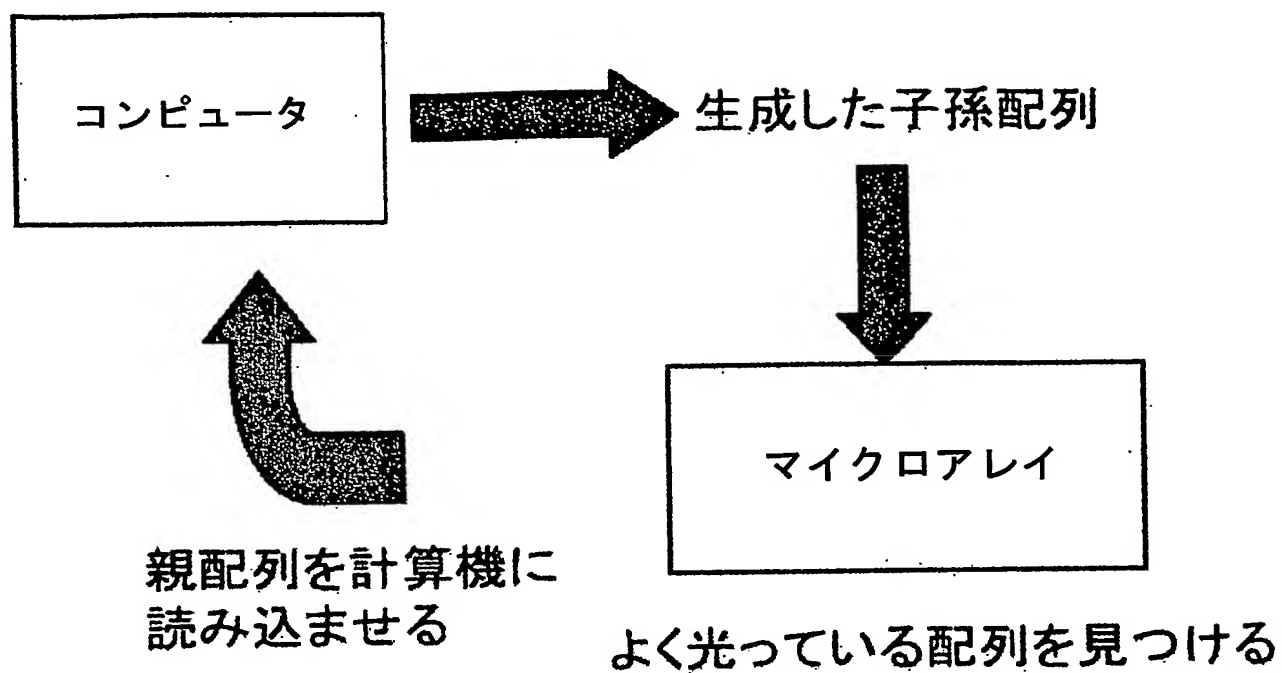 コンピュータ
生成した子孫配列
マイクロアレイ
親配列を計算機に
読み込ませる
よく光っている配列を見つける